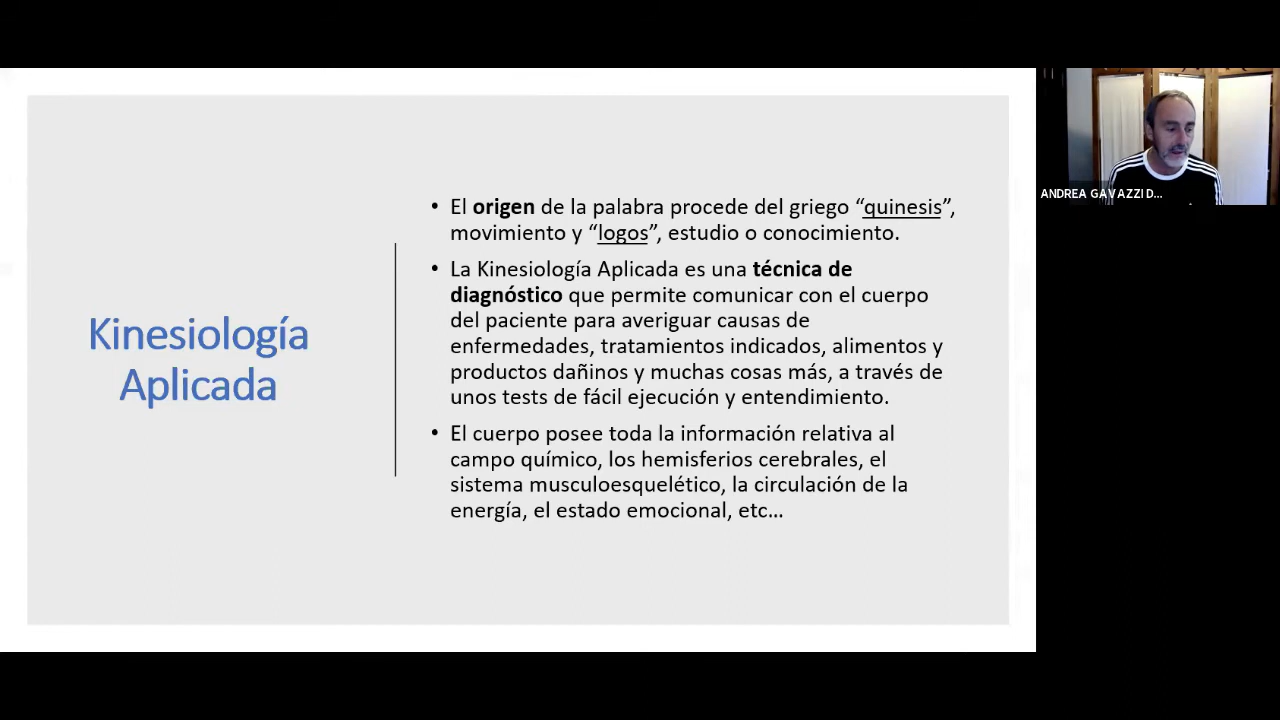 Kinesiología
Aplicada
• El origen de la palabra procede del griego “quinesis”,
movimiento y “logos”, estudio o conocimiento.
• La Kinesiología Aplicada es una técnica de
diagnóstico que permite comunicar con el cuerpo
del paciente para averiguar causas de
enfermedades, tratamientos indicados, alimentos y
productos dañinos y muchas cosas más, a través de
unos tests de fácil ejecución y entendimiento.
• El cuerpo posee toda la información relativa al
campo químico, los hemisferios cerebrales, el
sistema musculoesquelético, la circulación de la
energía, el estado emocional, etc...
ANDREA GAVAZZI D...